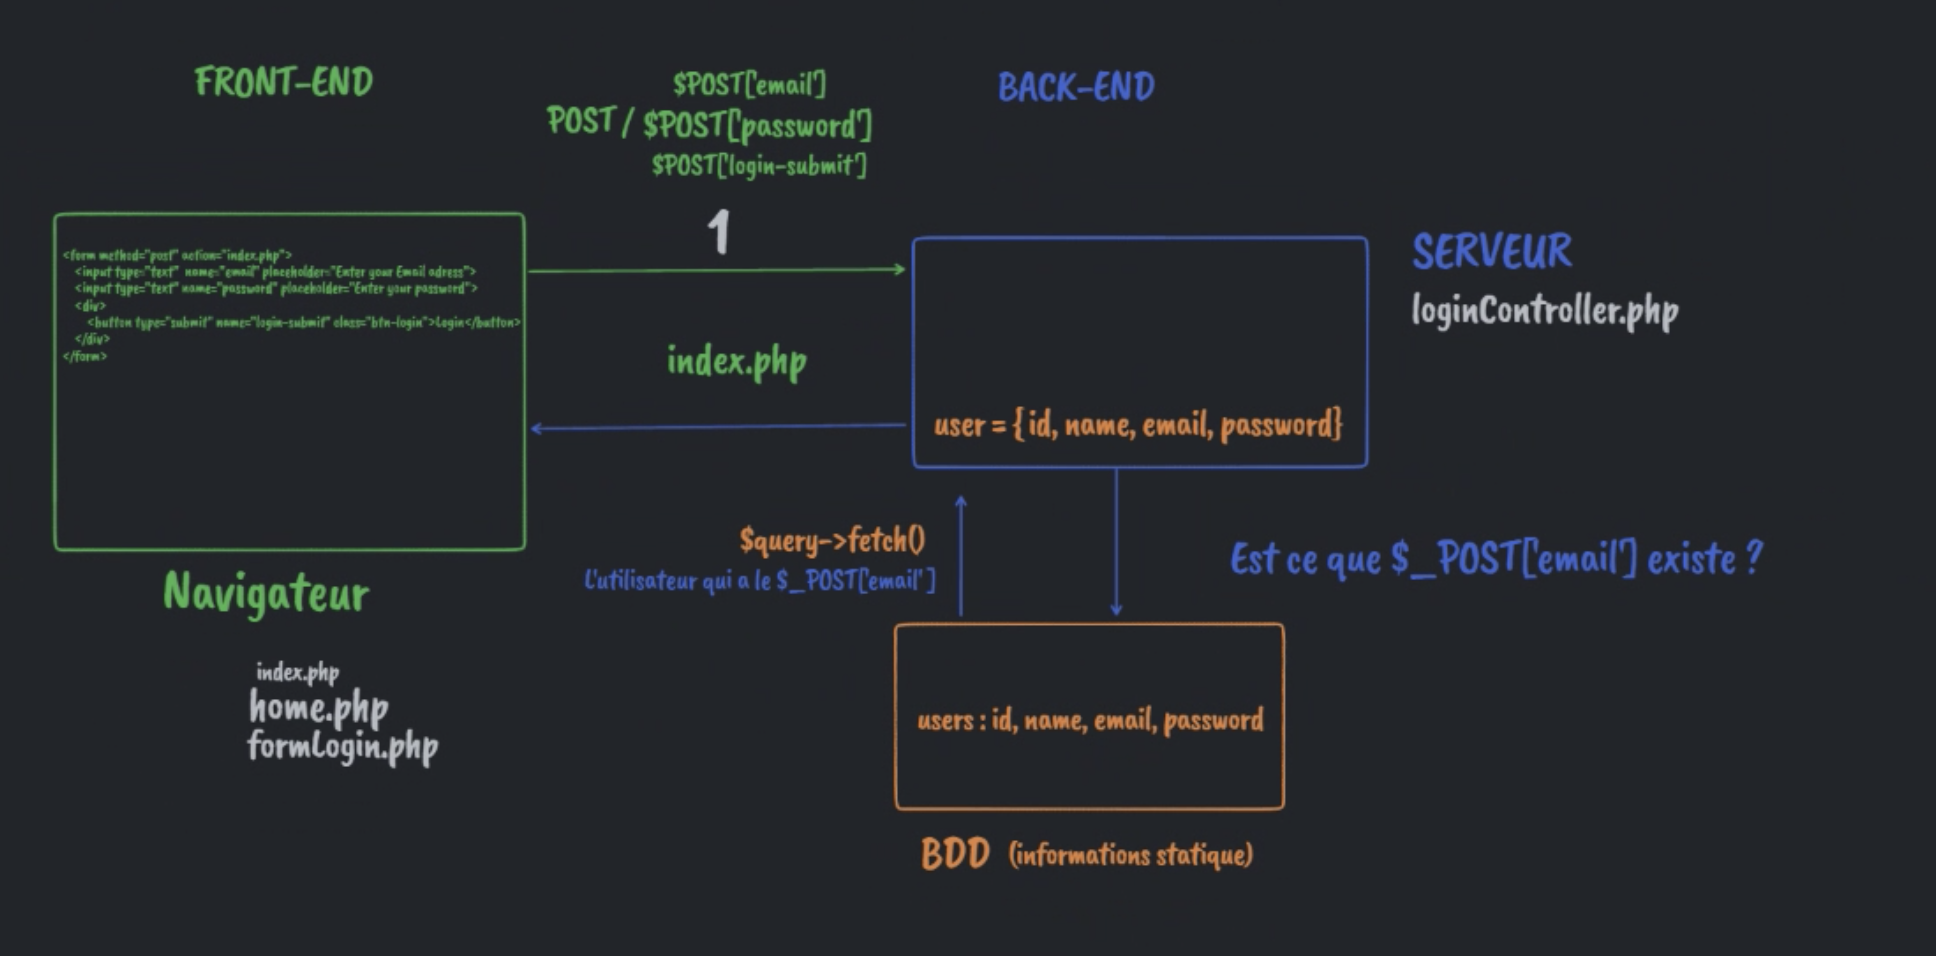 FRONT-END
$POST['email']
POST / $POST['password']
$POST['login-submit']
BACK-END
1
<form method="post" action="index.php">
<input type="text" name="email" placeholder="Enter your Email adress">
<input type="text" name="password" placeholder="Enter your password">
<div>
<button type="submit" name="login-submit" class="btn-login">Login</button>
</div>
</form>
index.php
SERVEUR
loginController.php
user = { id, name, email, password}
$query->fetch()
L'utilisateur qui a le $_POST['email' ]
Est ce que $_POST['email'] existe ?
Navigateur
index.php
home.php
formLogin.php
users : id, name, email, password
BDD (informations statique)